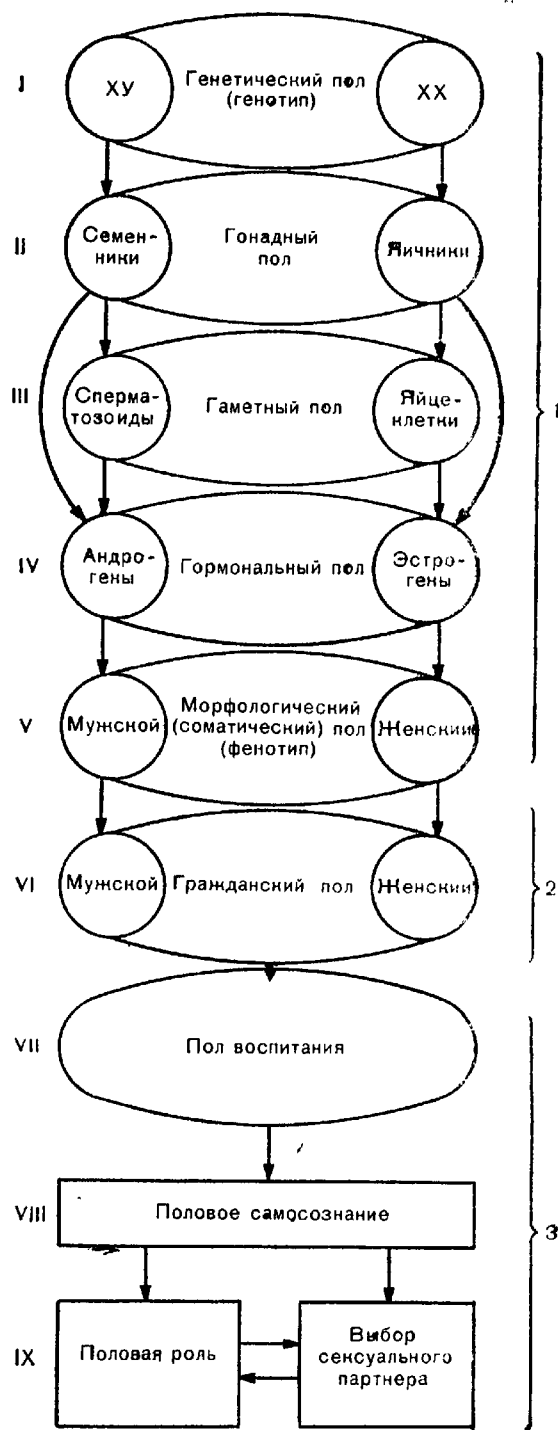 I
ХУ
Генетический пол
(генотип)
ХХ
II
Семен-
ники
Гонадный
пол
Яичники
III
Сперма-
тозоиды
Гаметный пол
Яйце-
клетки
1
IV
Андро-
гены
Гормональный пол
Эстро-
гены
V
Мужской
Морфологический
(соматический) пол
(фенотип)
Женский
VI
Мужской
Гражданский пол
Женский
2
VII
Пол воспитания
VIII
Половое самосознание
3
IX
Половая роль
Выбор
сексуального
партнера